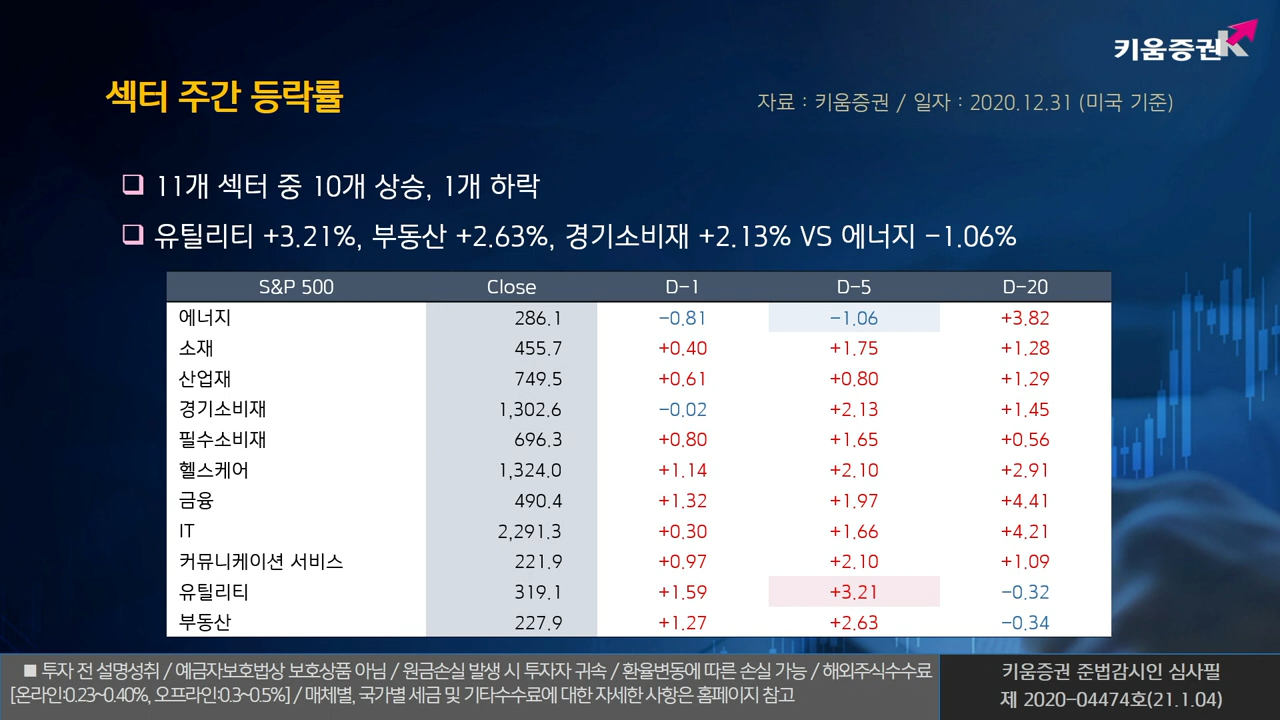 키움증권
섹터 주간 등락률
자료 : 키움증권 / 일자 : 2020.12.31 (미국 기준)
❑ 11개 섹터 중 10개 상승, 1개 하락
❑ 유틸리티 +3.21%, 부동산 +2.63%, 경기소비재 +2.13% VS 에너지 -1.06%
S&P 500 Close D-1 D-5 D-20
에너지 286.1 -0.81 -1.06 +3.82
소재 455.7 +0.40 +1.75 +1.28
산업재 749.5 +0.61 +0.80 +1.29
경기소비재 1,302.6 -0.02 +2.13 +1.45
필수소비재 696.3 +0.80 +1.65 +0.56
헬스케어 1,324.0 +1.14 +2.10 +2.91
금융 490.4 +1.32 +1.97 +4.41
IT 2,291.3 +0.30 +1.66 +4.21
커뮤니케이션 서비스 221.9 +0.97 +2.10 +1.09
유틸리티 319.1 +1.59 +3.21 -0.32
부동산 227.9 +1.27 +2.63 -0.34
■ 투자 전 설명성취 / 예금자보호법상 보호상품 아님 / 원금손실 발생 시 투자자 귀속 / 환율변동에 따른 손실 가능 / 해외주식수수료
[온라인:0.23~0.40%, 오프라인:0.3~0.5%] / 매체별, 국가별 세금 및 기타수수료에 대한 자세한 사항은 홈페이지 참고
키움증권 준법감시인 심사필
제 2020-04474호(21.1.04)